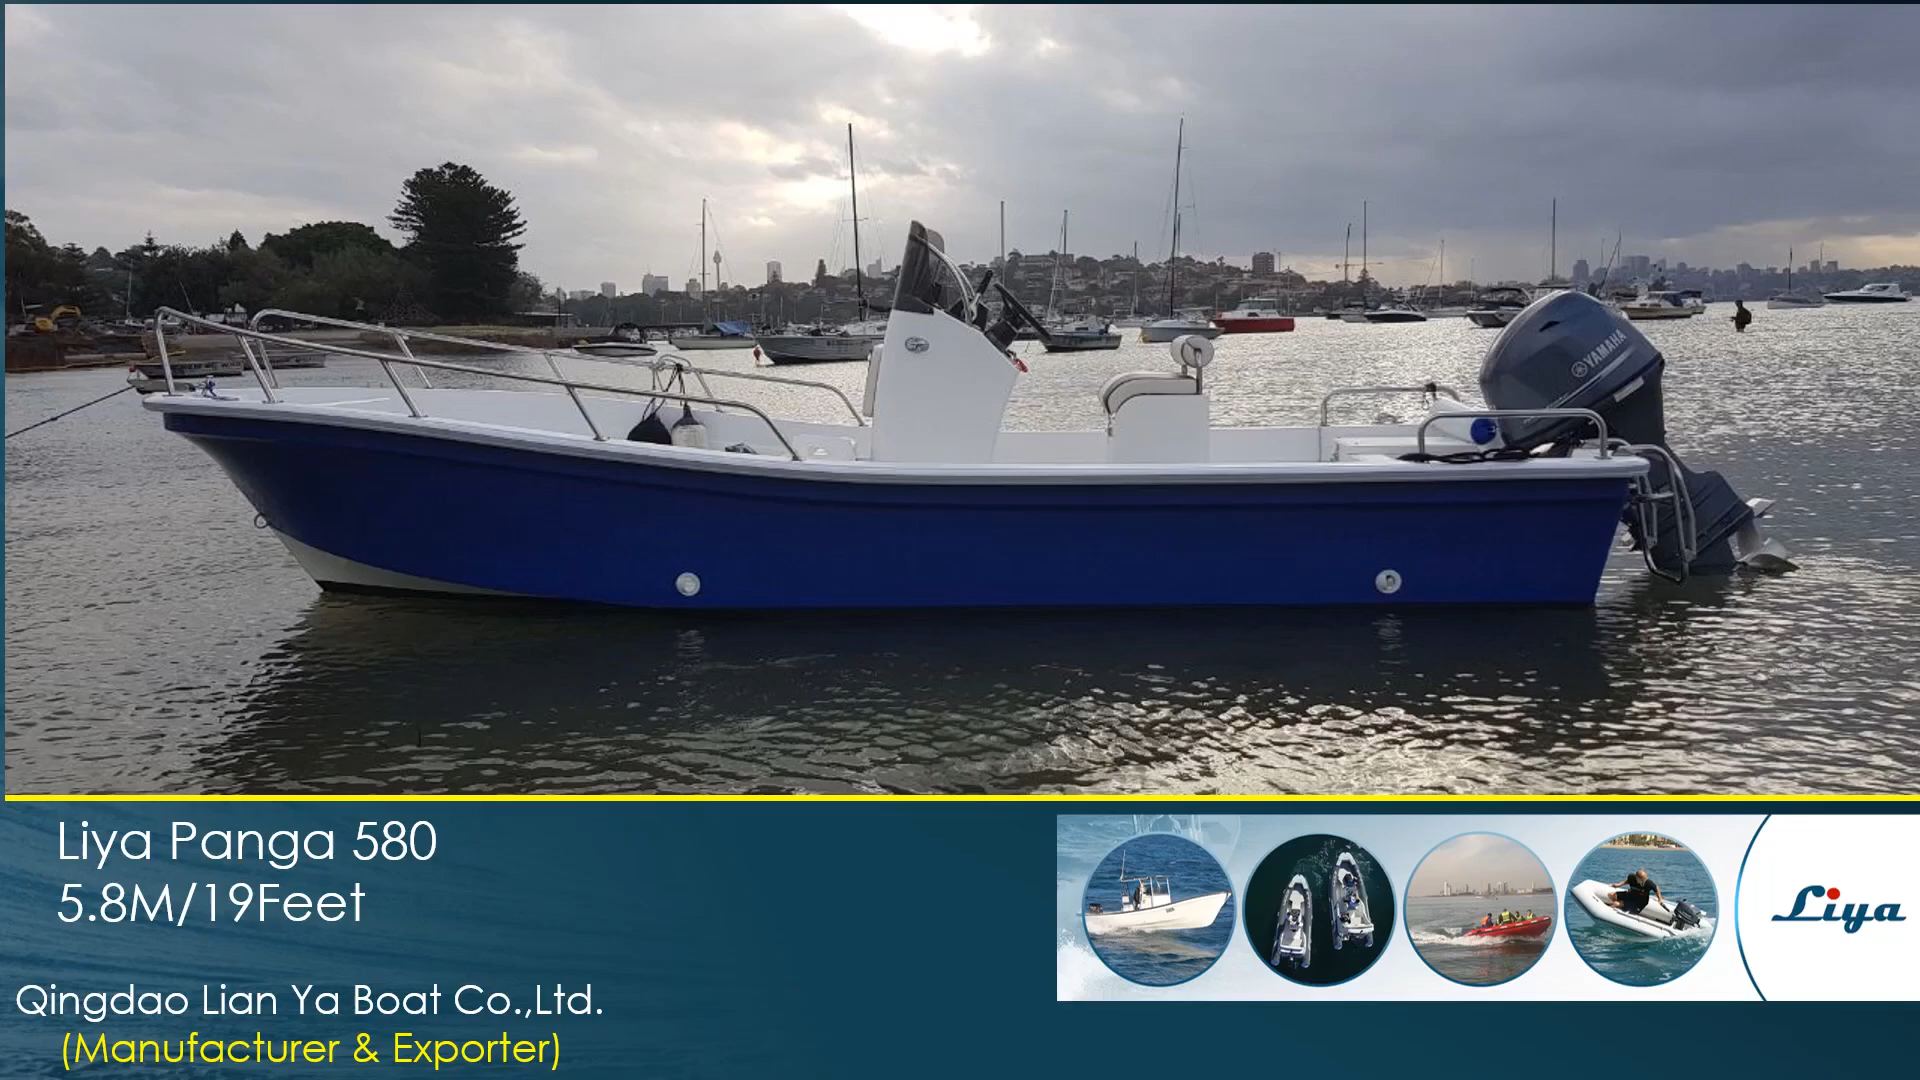 YAMAHA
Liya Panga 580
5.8M/19Feet
Qingdao Lian Ya Boat Co.,Ltd.
(Manufacturer & Exporter)
Liya